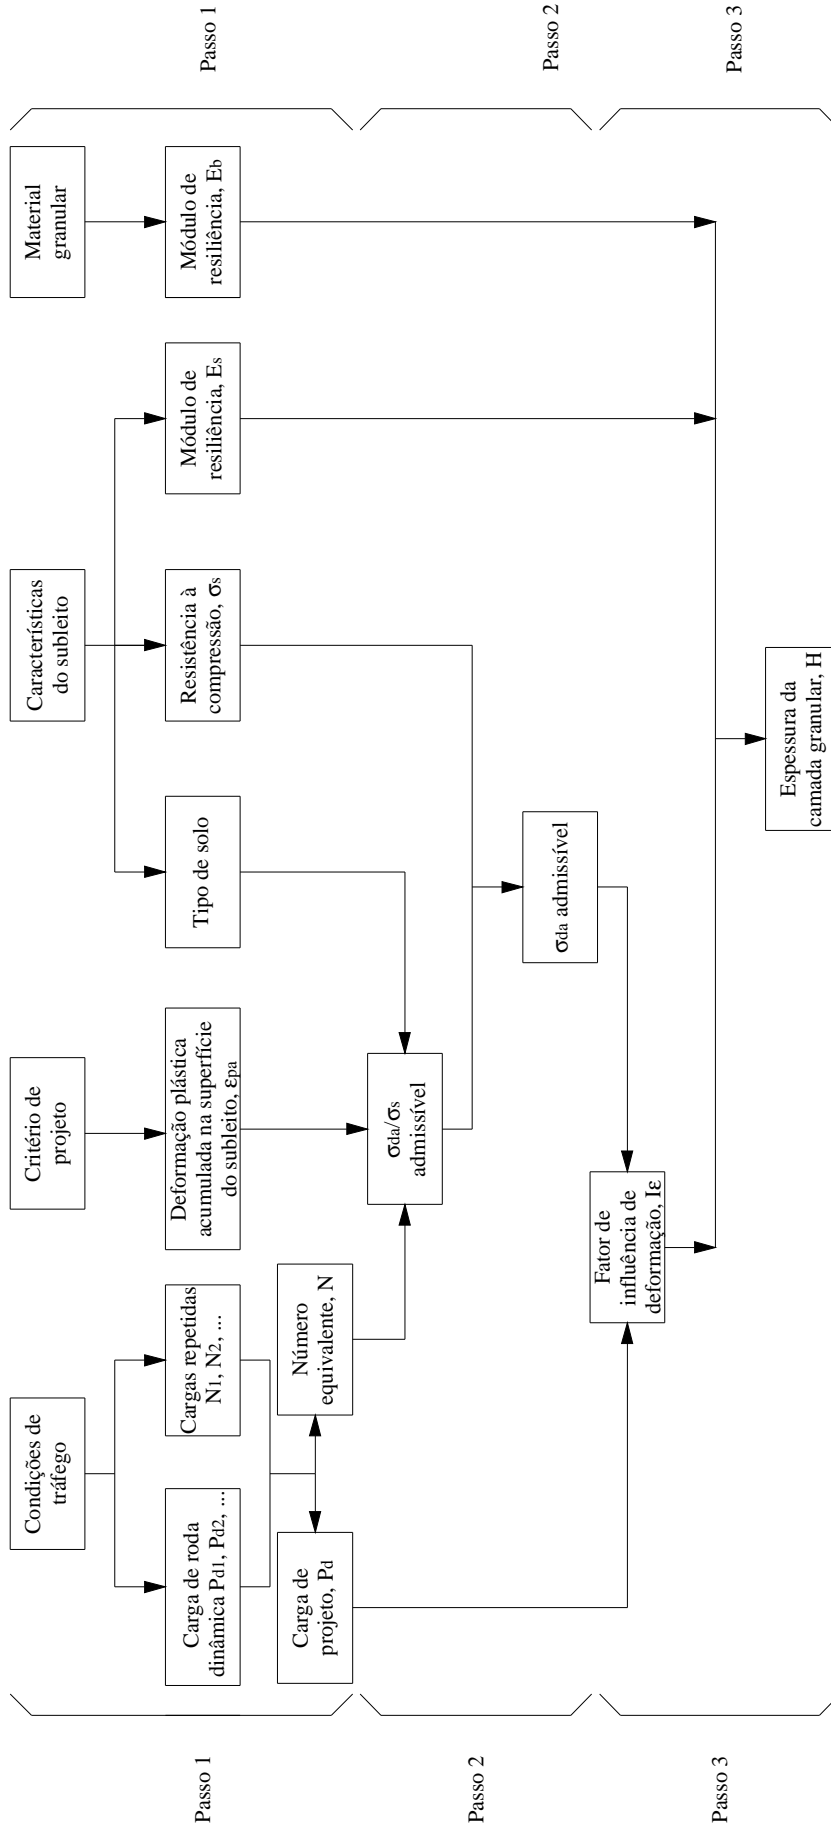 Passo 1
Passo 2
Passo 3
Condições de
tráfego
Critério de
projeto
Características
do subleito
Material
granular
Carga de roda
dinâmica Pd1, Pd2, ...
Cargas repetidas
N1, N2, ...
Deformação plástica
acumulada na superfície
do subleito, εpa
Tipo de solo
Resistência à
compressão, σs
Módulo de
resiliência, Es
Módulo de
resiliência, Eb
Carga de
projeto, Pd
Número
equivalente, N
σda/σs
admissível
σda admissível
Fator de
influência de
deformação, Iε
Espessura da
camada granular, H
Passo 1
Passo 2
Passo 3